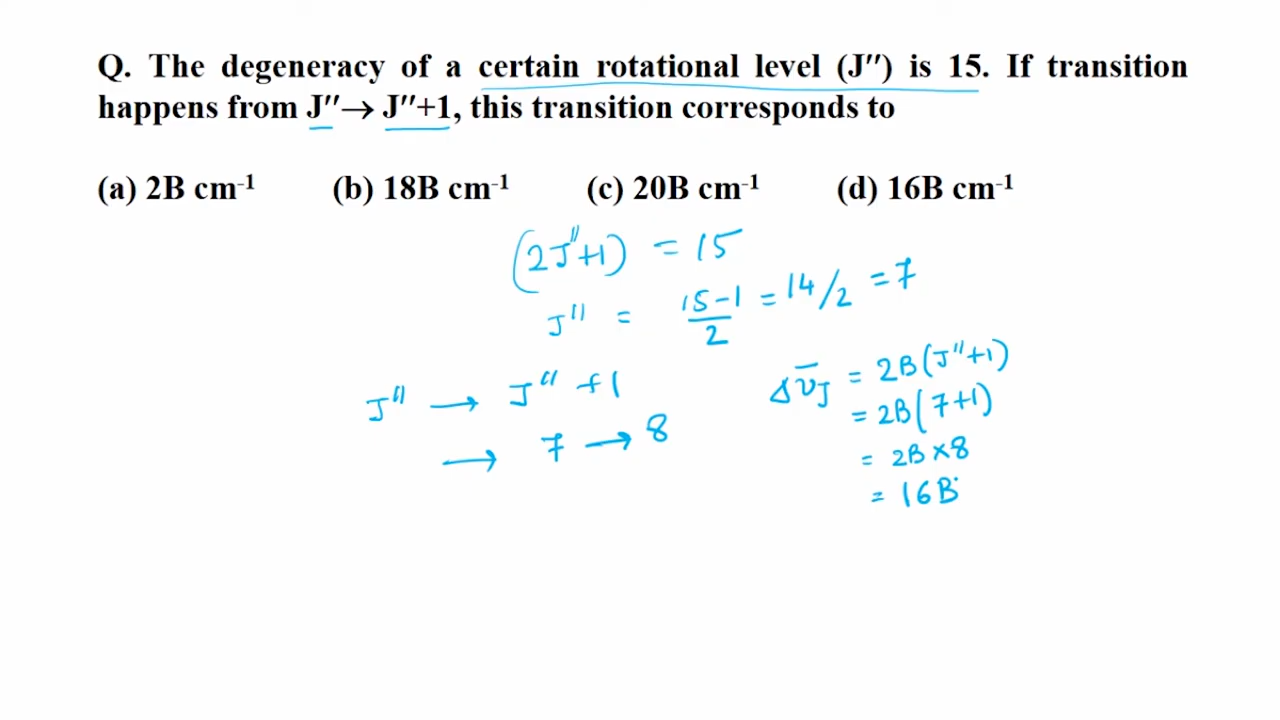 Q. The degeneracy of a certain rotational level (J″) is 15. If transition
happens from J″→ J″+1, this transition corresponds to
(a) 2B cm⁻¹ (b) 18B cm⁻¹ (c) 20B cm⁻¹ (d) 16B cm⁻¹
(2J″+1) = 15
J″ = (15-1)/2 = 14/2 = 7
J″ → J″+1
→ 7 → 8
Δν̄J = 2B(J″+1)
= 2B(7+1)
= 2B×8
= 16B